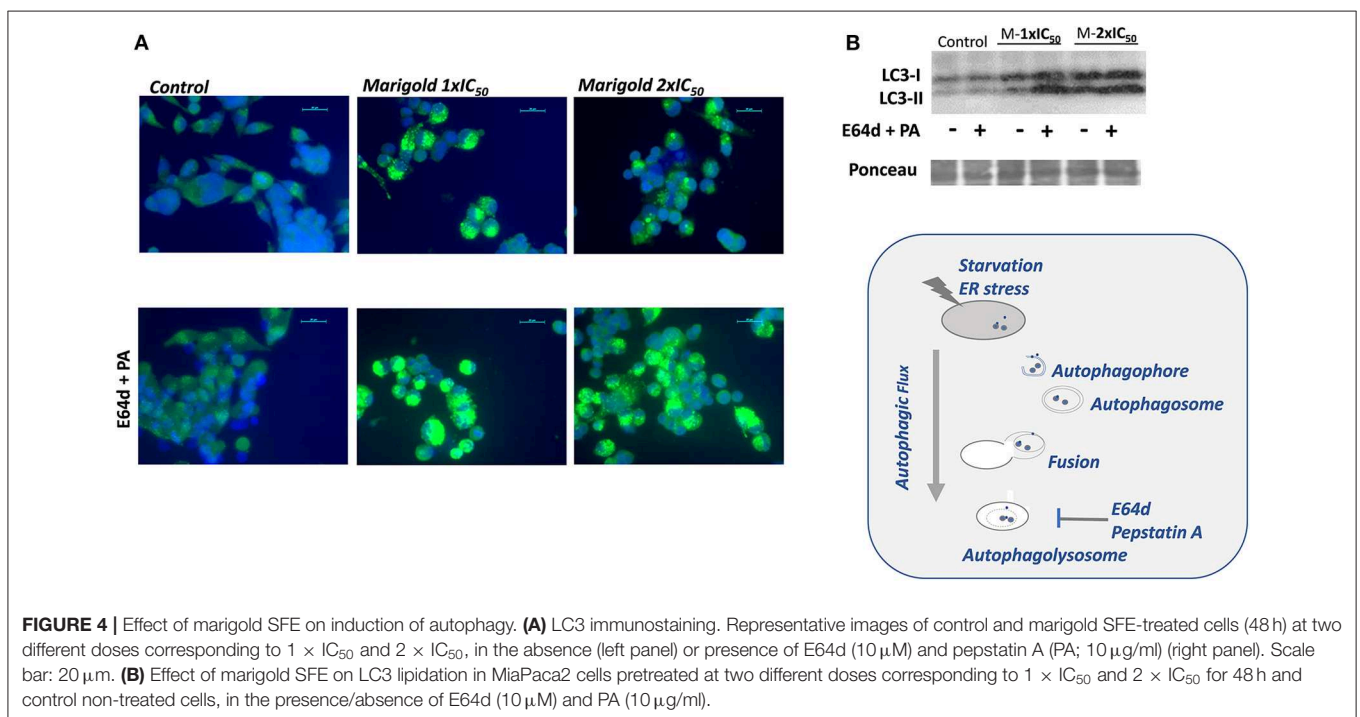 A
Control
Marigold 1xIC50
Marigold 2xIC50
E64d + PA
B
Control M-1xIC50 M-2xIC50
LC3-I
LC3-II
E64d + PA - + - + - +
Ponceau
Starvation
ER stress
Autophagic Flux
Autophagophore
Autophagosome
Fusion
E64d
Pepstatin A
Autophagolysosome
FIGURE 4 | Effect of marigold SFE on induction of autophagy. (A) LC3 immunostaining. Representative images of control and marigold SFE-treated cells (48 h) at two
different doses corresponding to 1 × IC50 and 2 × IC50, in the absence (left panel) or presence of E64d (10 μM) and pepstatin A (PA; 10 μg/ml) (right panel). Scale
bar: 20 μm. (B) Effect of marigold SFE on LC3 lipidation in MiaPaca2 cells pretreated at two different doses corresponding to 1 × IC50 and 2 × IC50 for 48 h and
control non-treated cells, in the presence/absence of E64d (10 μM) and PA (10 μg/ml).